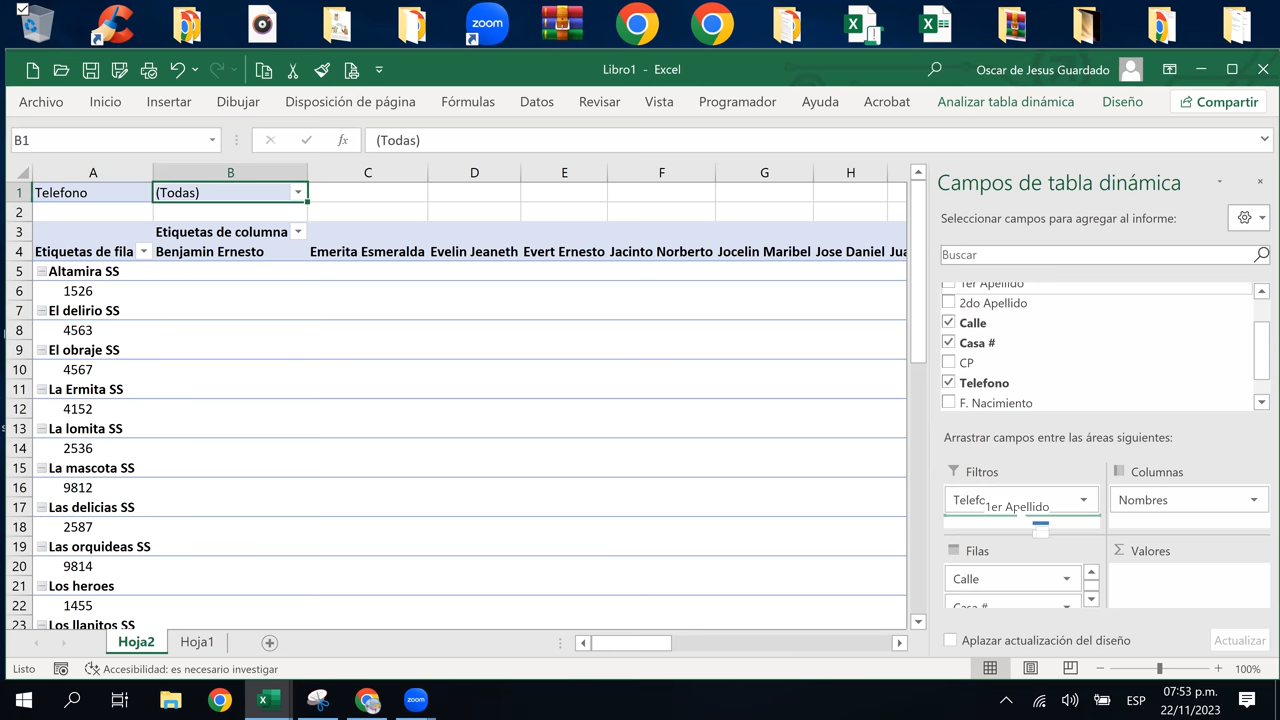 zoom
Libro1 - Excel
Oscar de Jesus Guardado
Archivo Inicio Insertar Dibujar Disposición de página Fórmulas Datos Revisar Vista Programador Ayuda Acrobat Analizar tabla dinámica Diseño Compartir
B1 fx (Todas)
A B C D E F G H
1 Telefono (Todas)
2
3 Etiquetas de columna
4 Etiquetas de fila Benjamin Ernesto Emerita Esmeralda Evelin Jeaneth Evert Ernesto Jacinto Norberto Jocelin Maribel Jose Daniel Jua
5 Altamira SS
6 1526
7 El delirio SS
8 4563
9 El obraje SS
10 4567
11 La Ermita SS
12 4152
13 La lomita SS
14 2536
15 La mascota SS
16 9812
17 Las delicias SS
18 2587
19 Las orquideas SS
20 9814
21 Los heroes
22 1455
23 Los llanitos SS
Hoja2 Hoja1
Listo Accesibilidad: es necesario investigar
100%
Campos de tabla dinámica
Seleccionar campos para agregar al informe:
Buscar
1er Apellido
2do Apellido
Calle
Casa #
CP
Telefono
F. Nacimiento
Arrastrar campos entre las áreas siguientes:
Filtros
Telefc
1er Apellido
Columnas
Nombres
Filas
Calle
Casa #
Σ Valores
Aplazar actualización del diseño Actualizar
zoom
ESP
07:53 p.m.
22/11/2023